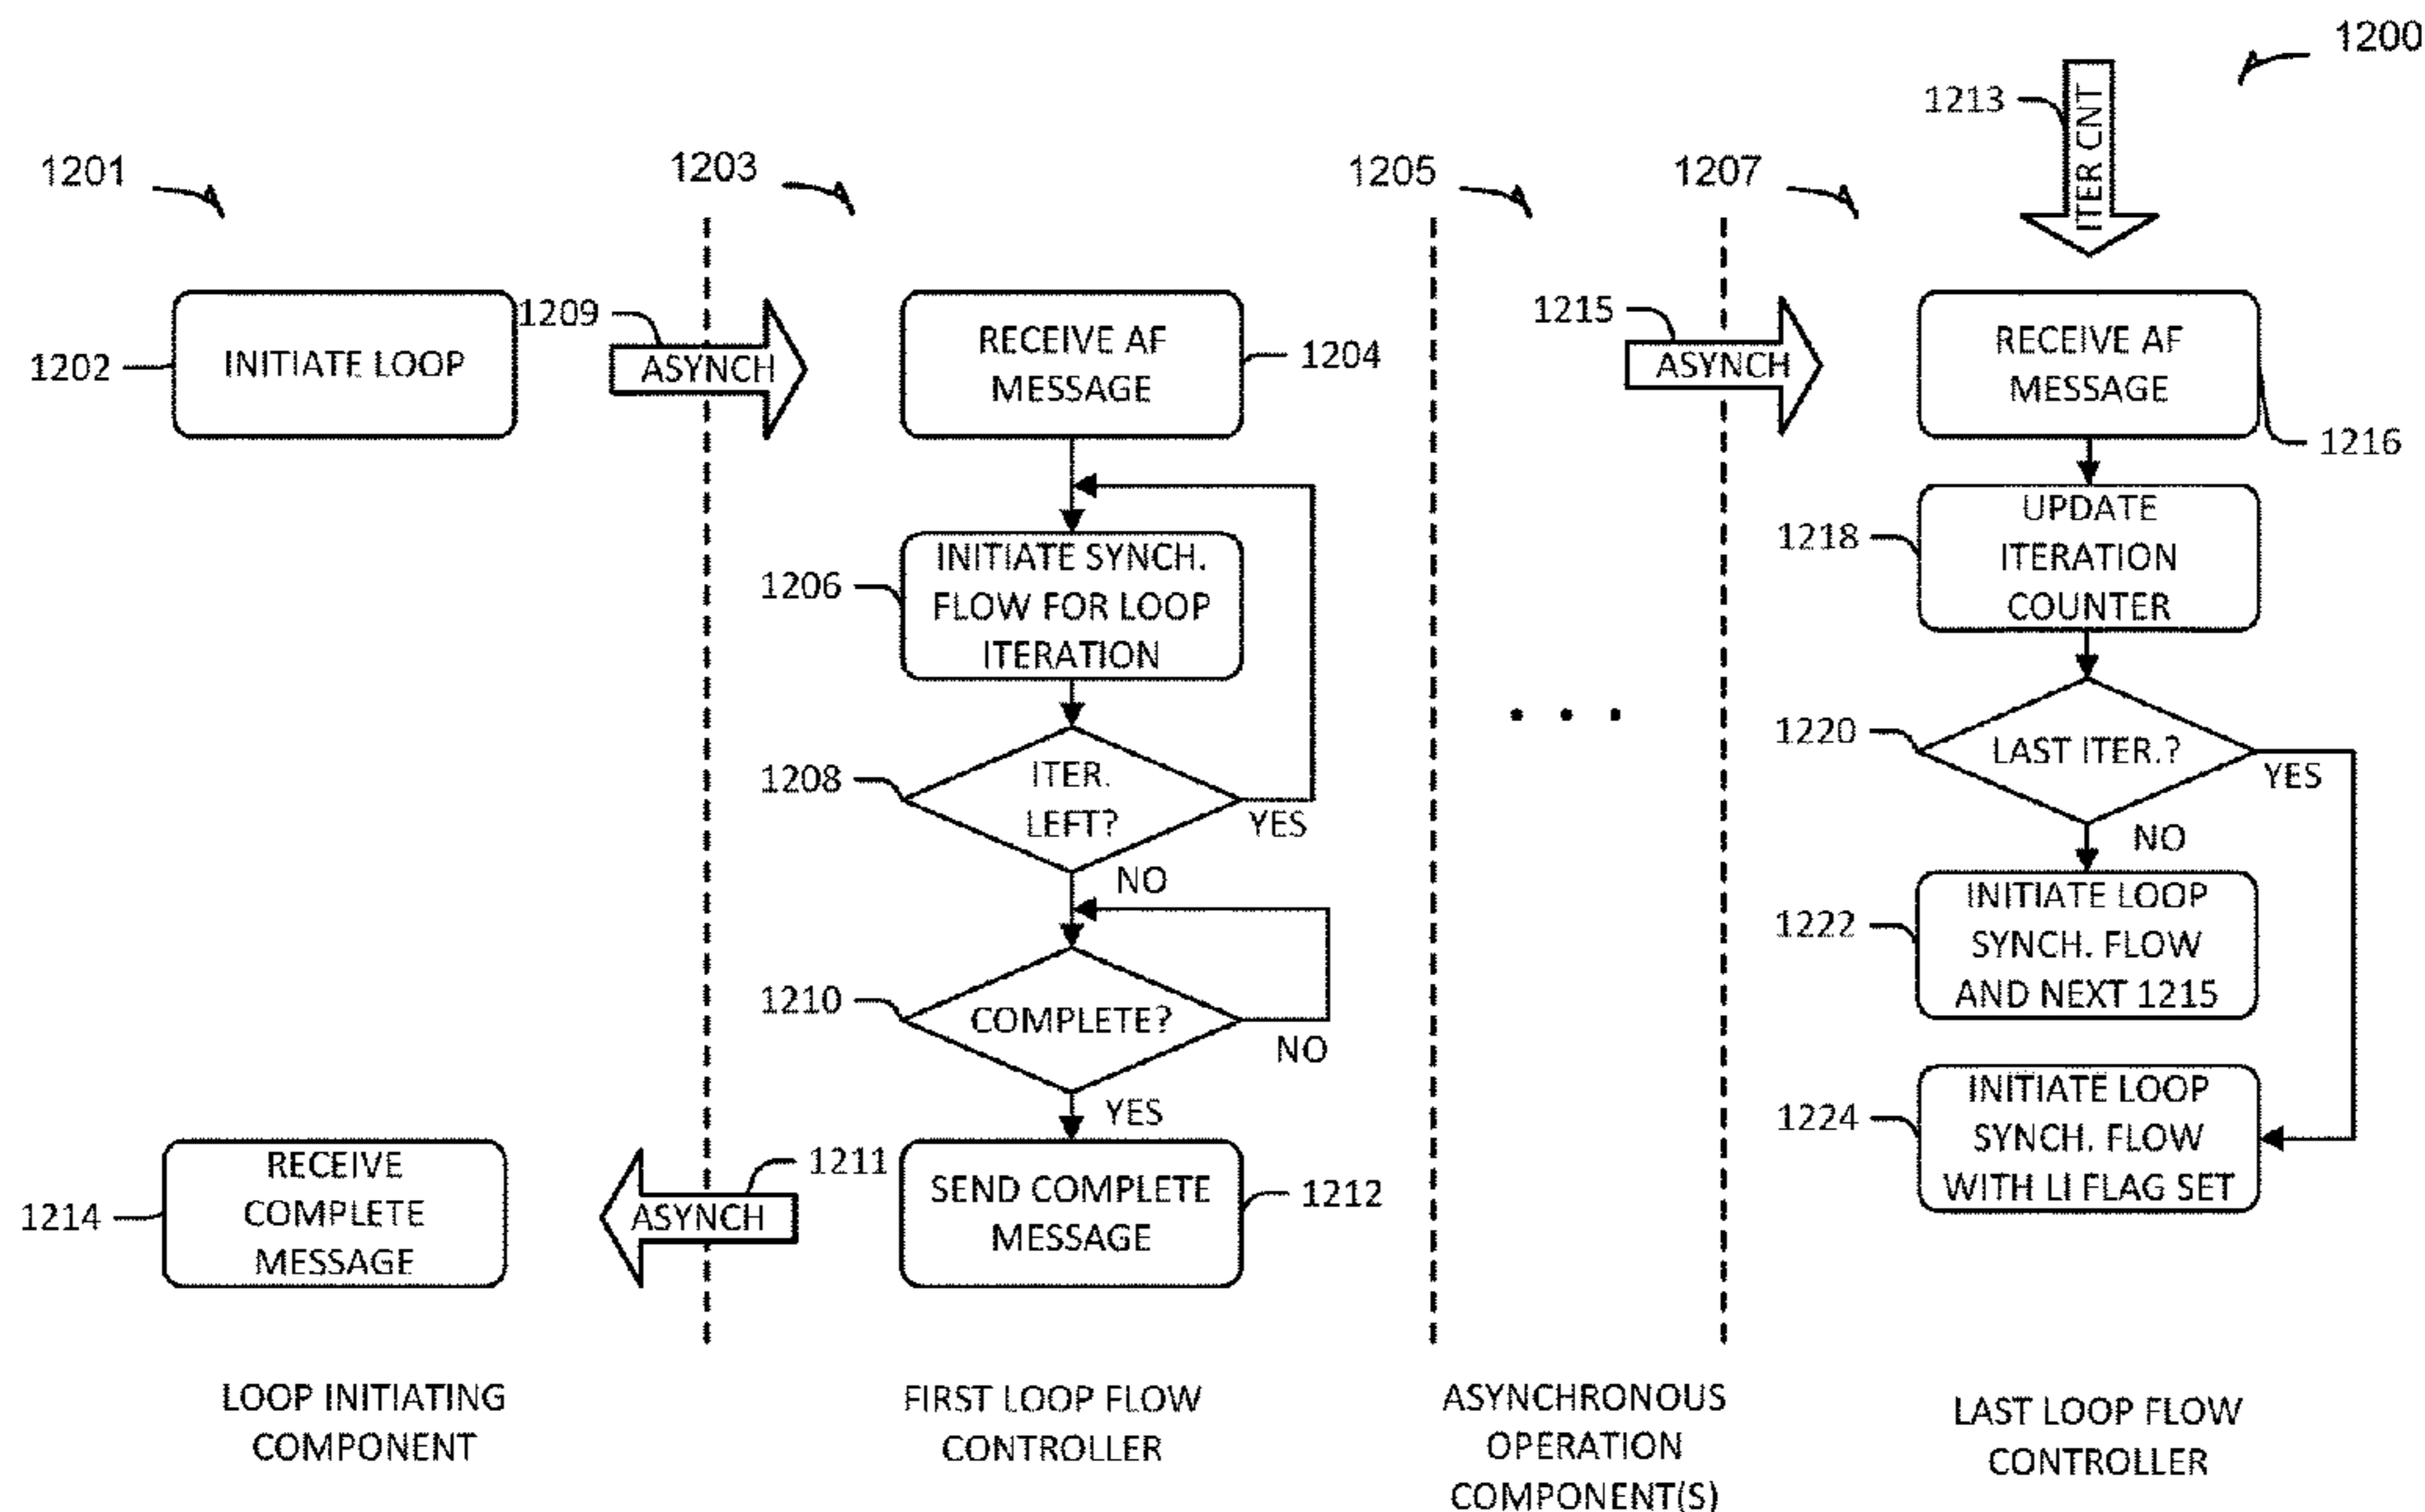 1200
1213
ITER CNT
1201
1203
1205
1207
1202
INITIATE LOOP
1209
ASYNCH
RECEIVE AF
MESSAGE
1204
1215
ASYNCH
RECEIVE AF
MESSAGE
1216
1206
INITIATE SYNCH.
FLOW FOR LOOP
ITERATION
1218
UPDATE
ITERATION
COUNTER
1208
ITER.
LEFT?
YES
NO
1220
LAST ITER.?
YES
NO
. . .
1210
COMPLETE?
NO
YES
1222
INITIATE LOOP
SYNCH. FLOW
AND NEXT 1215
1214
RECEIVE
COMPLETE
MESSAGE
1211
ASYNCH
SEND COMPLETE
MESSAGE
1212
1224
INITIATE LOOP
SYNCH. FLOW
WITH LI FLAG SET
LOOP INITIATING
COMPONENT
FIRST LOOP FLOW
CONTROLLER
ASYNCHRONOUS
OPERATION
COMPONENT(S)
LAST LOOP FLOW
CONTROLLER